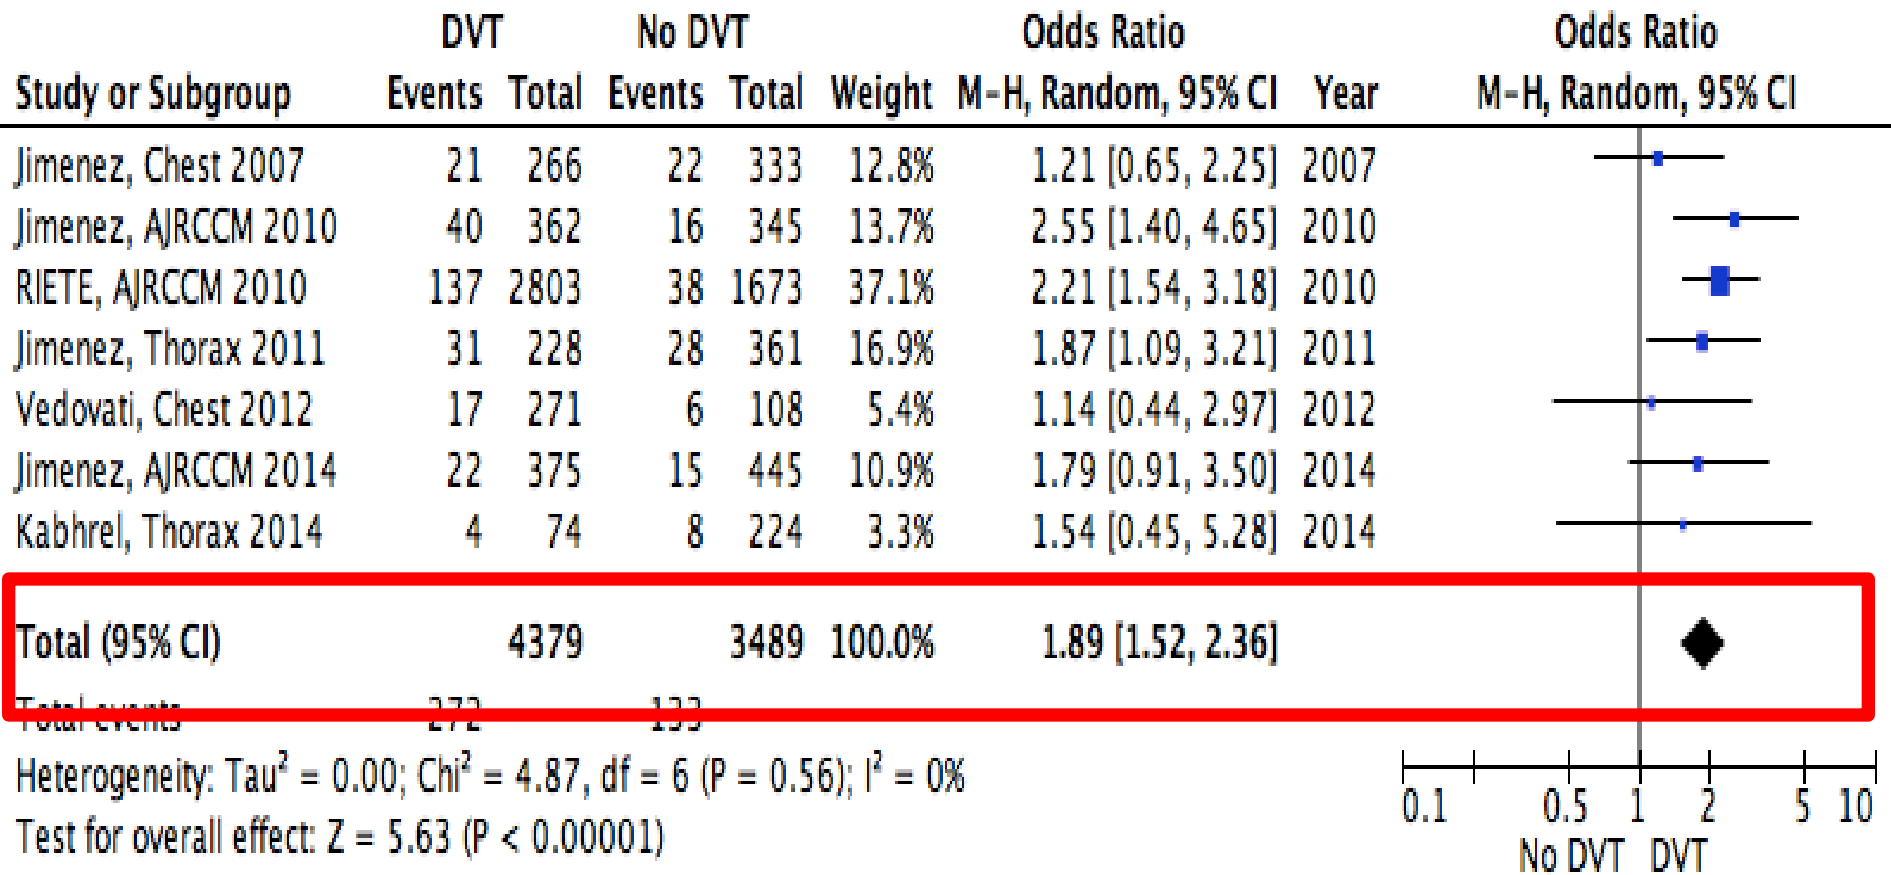 DVT No DVT Odds Ratio Odds Ratio
Study or Subgroup Events Total Events Total Weight M-H, Random, 95% CI Year M-H, Random, 95% CI
Jimenez, Chest 2007 21 266 22 333 12.8% 1.21 [0.65, 2.25] 2007
Jimenez, AJRCCM 2010 40 362 16 345 13.7% 2.55 [1.40, 4.65] 2010
RIETE, AJRCCM 2010 137 2803 38 1673 37.1% 2.21 [1.54, 3.18] 2010
Jimenez, Thorax 2011 31 228 28 361 16.9% 1.87 [1.09, 3.21] 2011
Vedovati, Chest 2012 17 271 6 108 5.4% 1.14 [0.44, 2.97] 2012
Jimenez, AJRCCM 2014 22 375 15 445 10.9% 1.79 [0.91, 3.50] 2014
Kabhrel, Thorax 2014 4 74 8 224 3.3% 1.54 [0.45, 5.28] 2014
Total (95% CI) 4379 3489 100.0% 1.89 [1.52, 2.36]
Total events 272 133
Heterogeneity: Tau² = 0.00; Chi² = 4.87, df = 6 (P = 0.56); I² = 0%
Test for overall effect: Z = 5.63 (P < 0.00001)
0.1 0.5 1 2 5 10
No DVT DVT